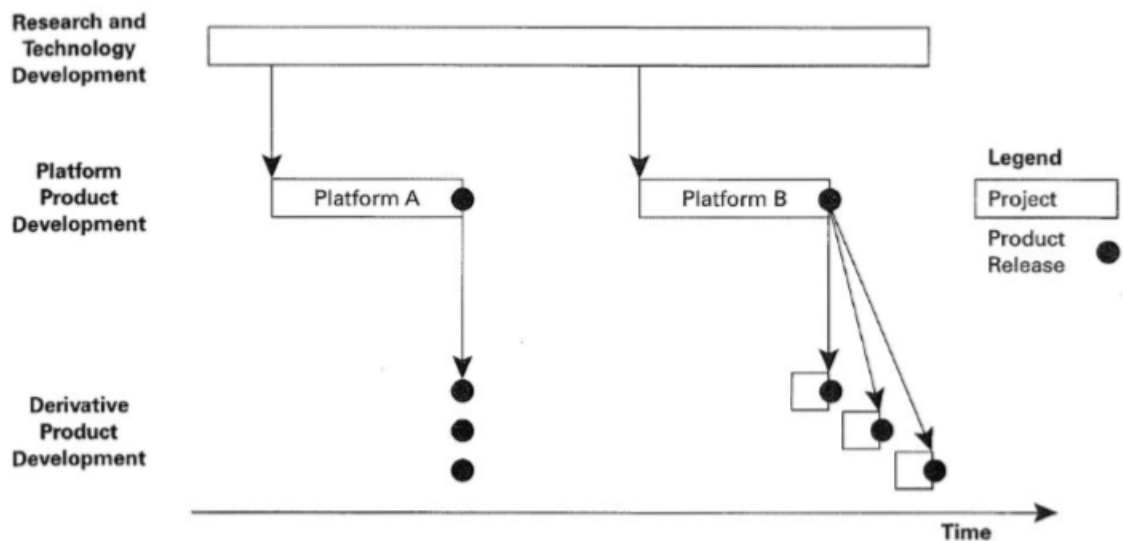 Research and
Technology
Development
Platform
Product
Development
Platform A
Platform B
Legend
Project
Product
Release
Derivative
Product
Development
Time